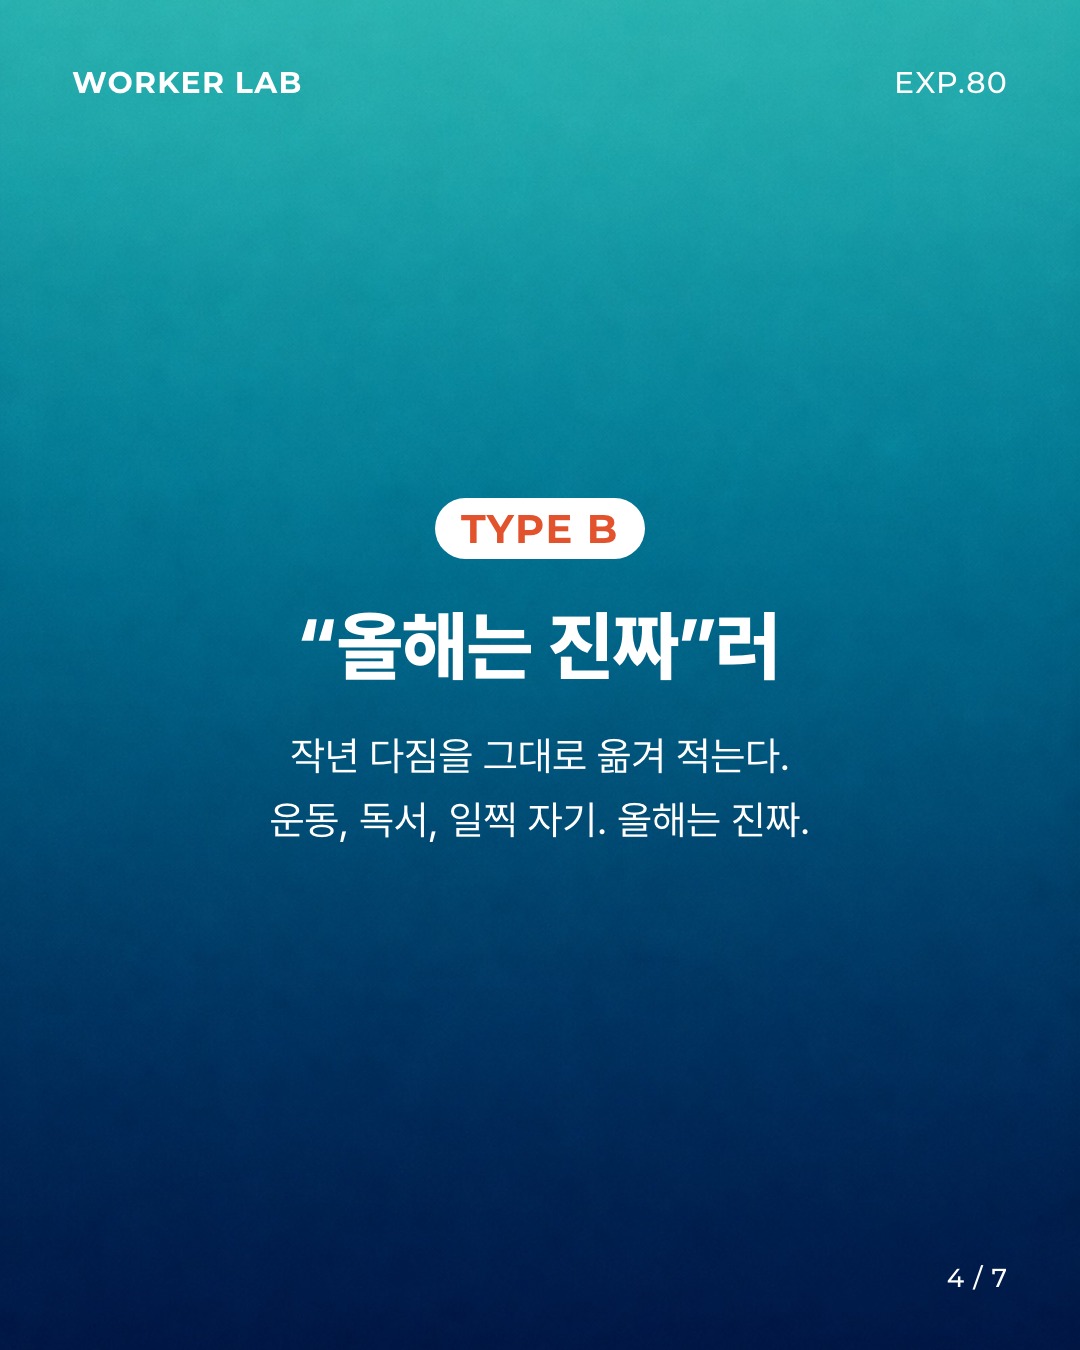 WORKER LAB
EXP.80
TYPE B
“올해는 진짜”러
작년 다짐을 그대로 옮겨 적는다.
운동, 독서, 일찍 자기. 올해는 진짜.
4 / 7